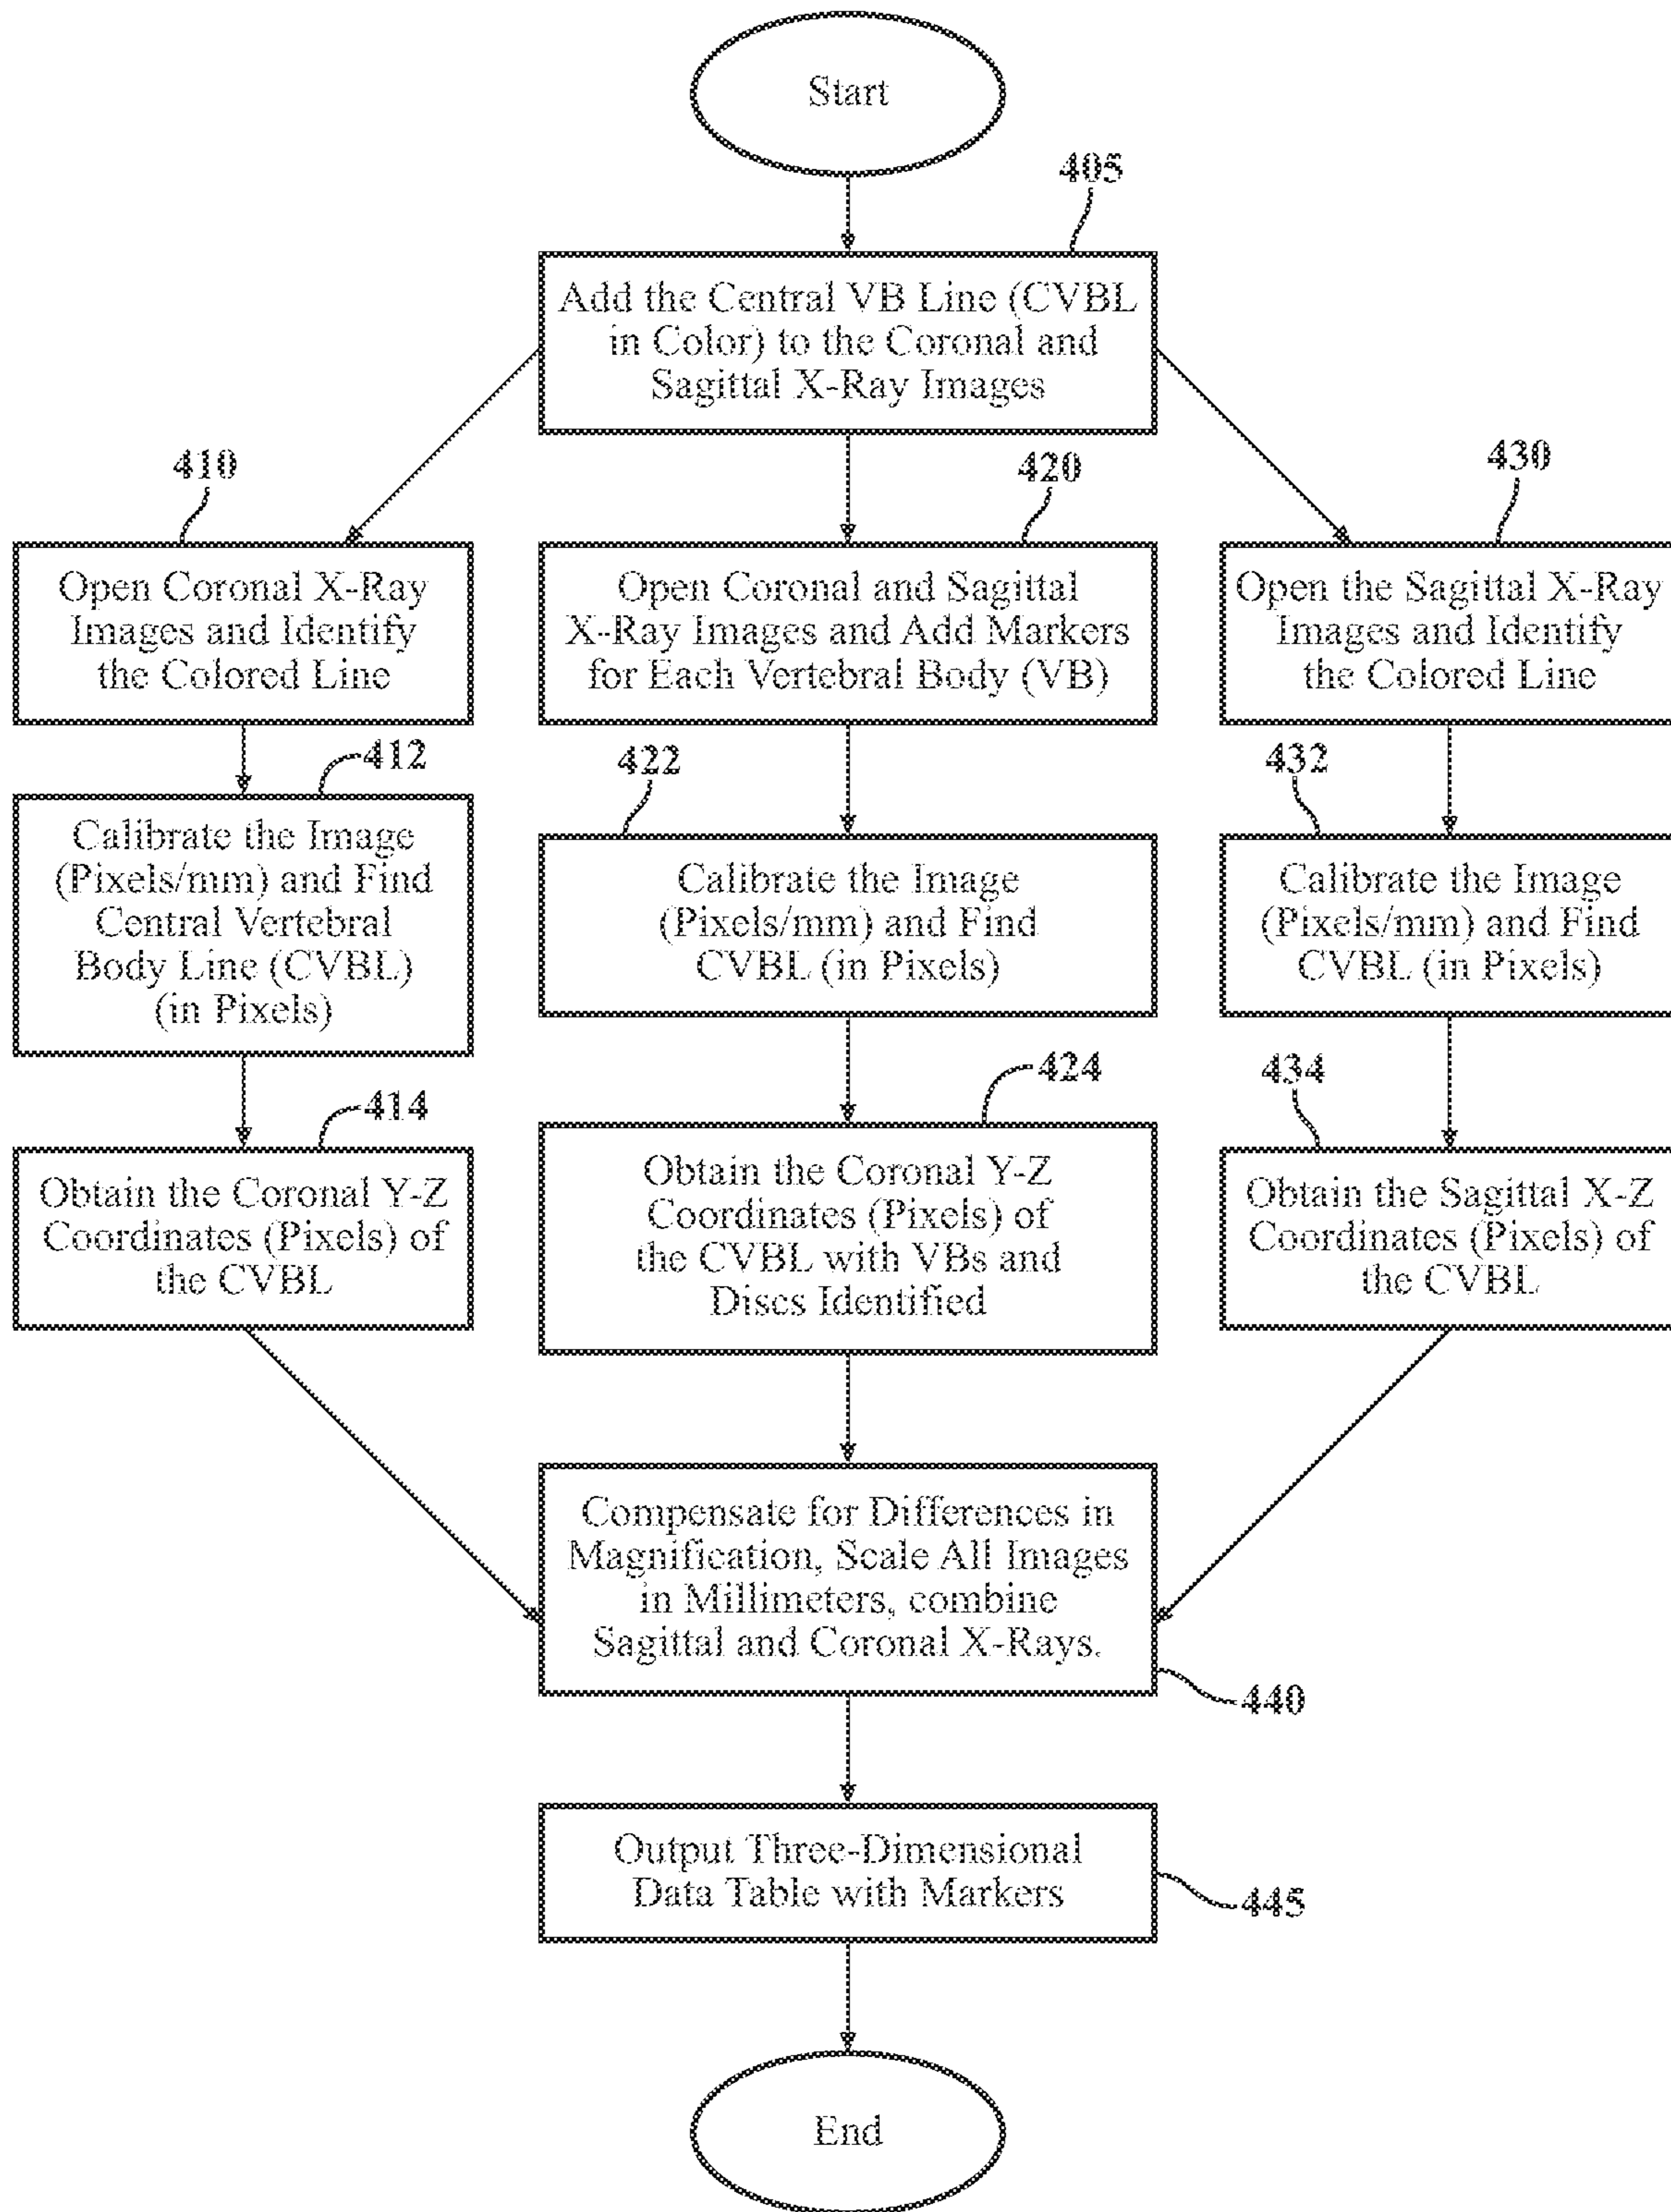 Start
405
Add the Central VB Line (CVBL
in Color) to the Coronal and
Sagittal X-Ray Images
410
Open Coronal X-Ray
Images and Identify
the Colored Line
420
Open Coronal and Sagittal
X-Ray Images and Add Markers
for Each Vertebral Body (VB)
430
Open the Sagittal X-Ray
Images and Identify
the Colored Line
412
Calibrate the Image
(Pixels/mm) and Find
Central Vertebral
Body Line (CVBL)
(in Pixels)
422
Calibrate the Image
(Pixels/mm) and Find
CVBL (in Pixels)
432
Calibrate the Image
(Pixels/mm) and Find
CVBL (in Pixels)
414
Obtain the Coronal Y-Z
Coordinates (Pixels) of
the CVBL
424
Obtain the Coronal Y-Z
Coordinates (Pixels) of
the CVBL with VBs and
Discs Identified
434
Obtain the Sagittal X-Z
Coordinates (Pixels) of
the CVBL
Compensate for Differences in
Magnification, Scale All Images
in Millimeters, combine
Sagittal and Coronal X-Rays.
440
Output Three-Dimensional
Data Table with Markers
445
End